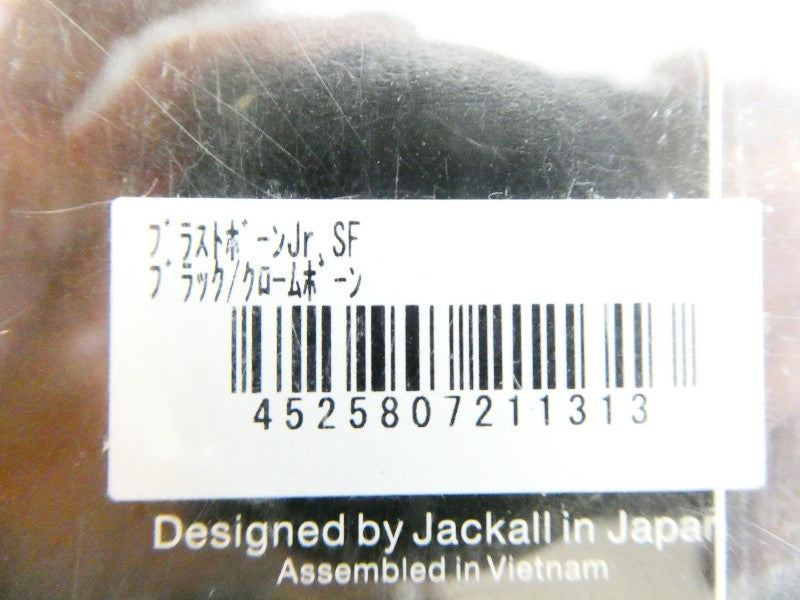 ﾌﾞﾗｽﾄﾎﾞｰﾝJr.SF
ﾌﾞﾗｯｸ/ｸﾛｰﾑﾎﾞｰﾝ
4525807211313
Designed by Jackall in Japan
Assembled in Vietnam